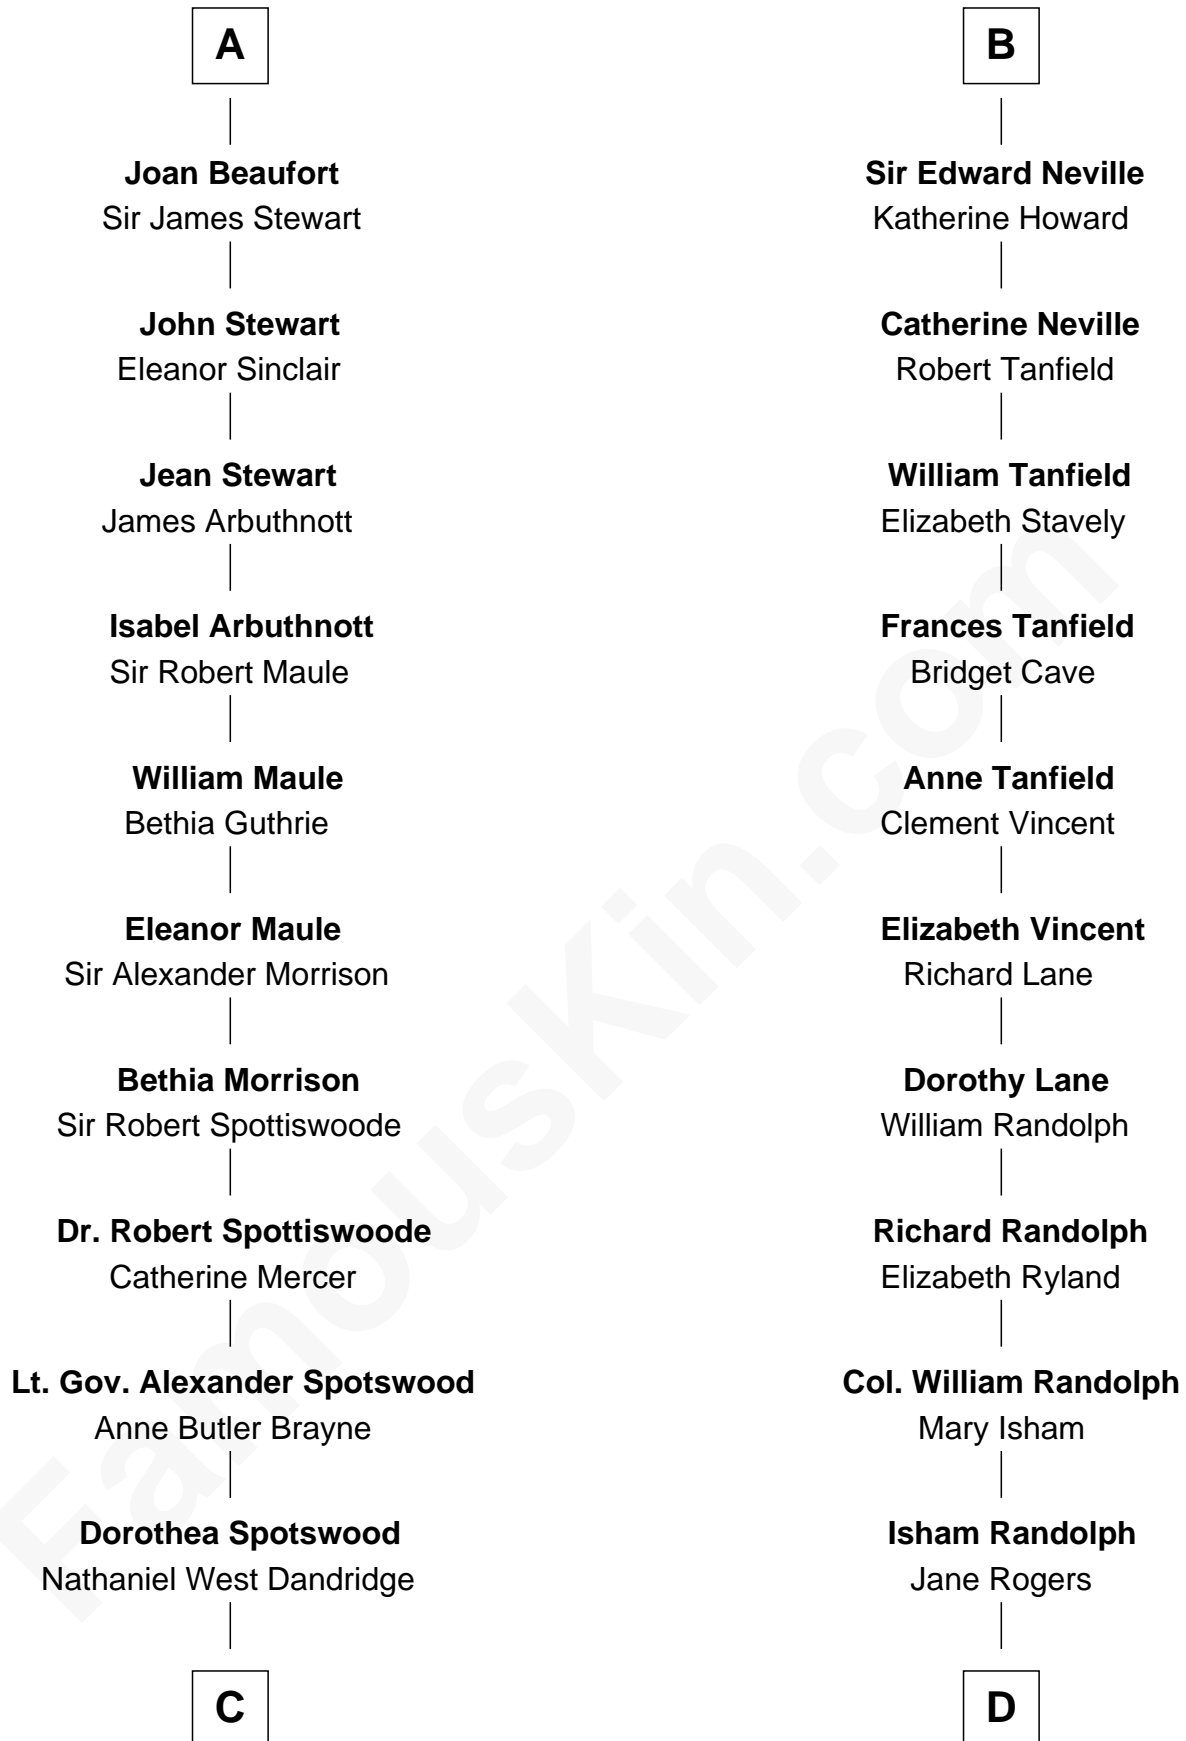 A
Joan Beaufort
Sir James Stewart
John Stewart
Eleanor Sinclair
Jean Stewart
James Arbuthnott
Isabel Arbuthnott
Sir Robert Maule
William Maule
Bethia Guthrie
Eleanor Maule
Sir Alexander Morrison
Bethia Morrison
Sir Robert Spottiswoode
Dr. Robert Spottiswoode
Catherine Mercer
Lt. Gov. Alexander Spotswood
Anne Butler Brayne
Dorothea Spotswood
Nathaniel West Dandridge
C
B
Sir Edward Neville
Katherine Howard
Catherine Neville
Robert Tanfield
William Tanfield
Elizabeth Stavely
Frances Tanfield
Bridget Cave
Anne Tanfield
Clement Vincent
Elizabeth Vincent
Richard Lane
Dorothy Lane
William Randolph
Richard Randolph
Elizabeth Ryland
Col. William Randolph
Mary Isham
Isham Randolph
Jane Rogers
D
FamousKin.com